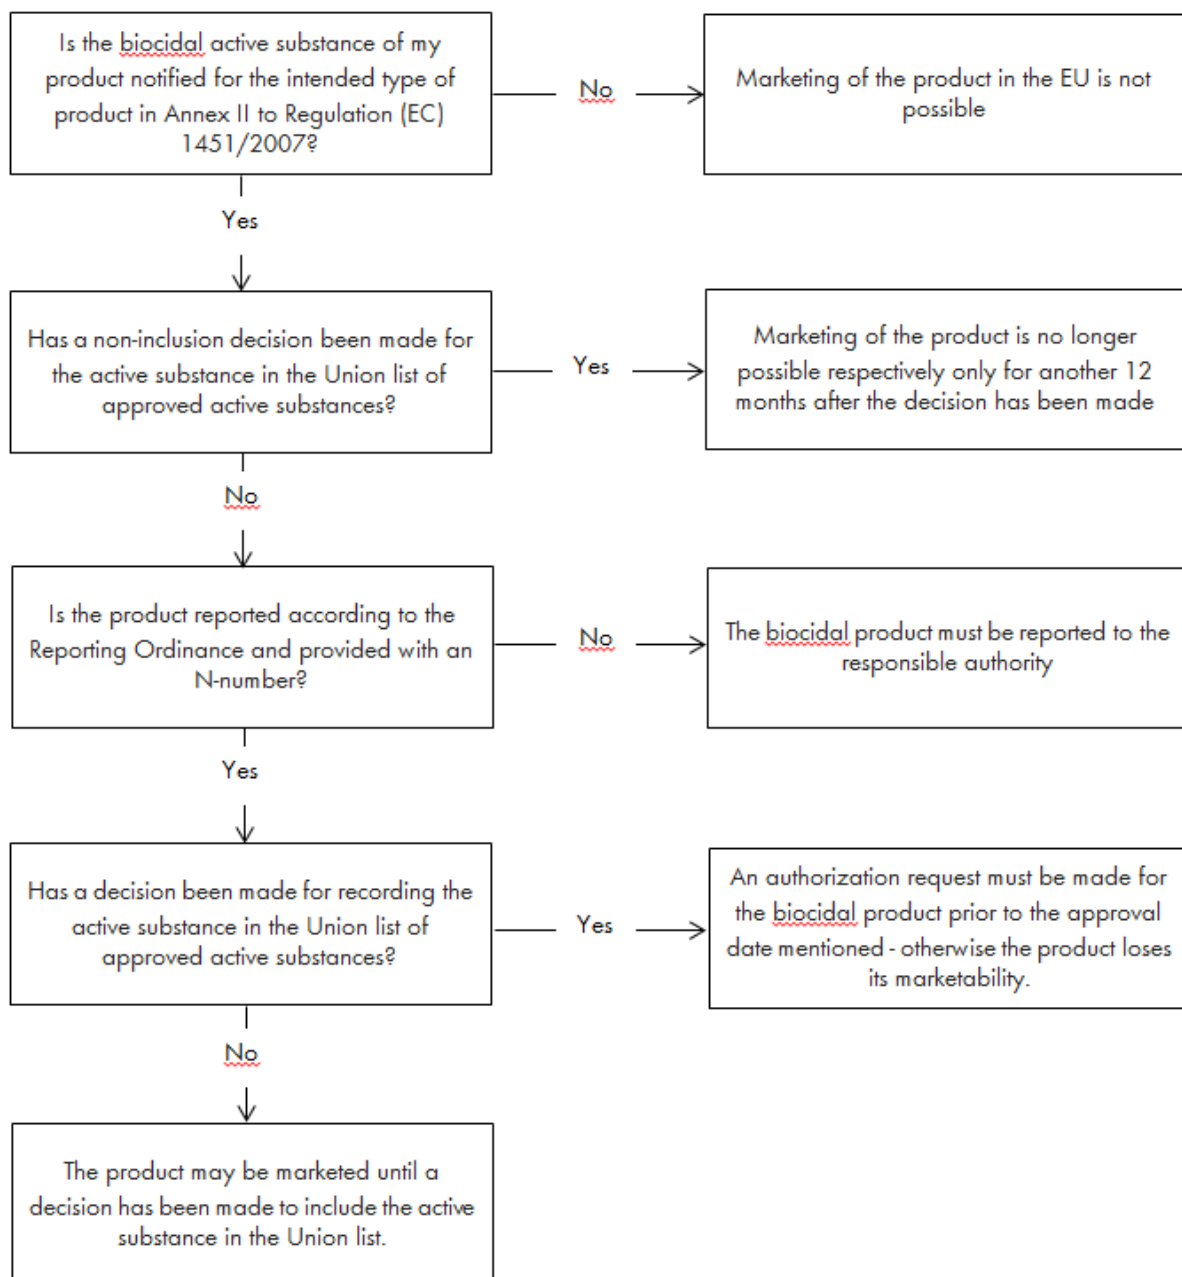 Is the biocidal active substance of my
product notified for the intended type of
product in Annex II to Regulation (EC)
1451/2007?
No
Marketing of the product in the EU is not
possible
Yes
Has a non-inclusion decision been made for
the active substance in the Union list of
approved active substances?
Yes
Marketing of the product is no longer
possible respectively only for another 12
months after the decision has been made
No
Is the product reported according to the
Reporting Ordinance and provided with an
N-number?
No
The biocidal product must be reported to the
responsible authority
Yes
Has a decision been made for recording the
active substance in the Union list of
approved active substances?
Yes
An authorization request must be made for
the biocidal product prior to the approval
date mentioned - otherwise the product loses
its marketability.
No
The product may be marketed until a
decision has been made to include the active
substance in the Union list.